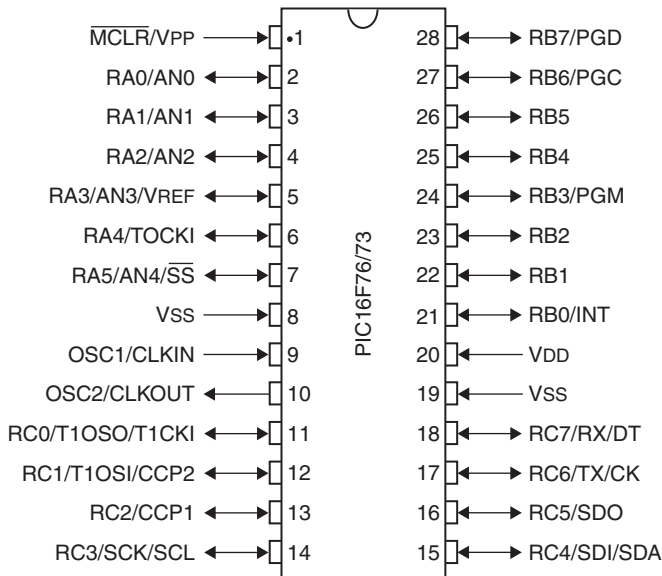 M̅C̅L̅R̅/VPP •1 28 RB7/PGD
RA0/AN0 2 27 RB6/PGC
RA1/AN1 3 26 RB5
RA2/AN2 4 25 RB4
RA3/AN3/VREF 5 24 RB3/PGM
RA4/TOCKI 6 23 RB2
RA5/AN4/S̅S̅ 7 22 RB1
VSS 8 21 RB0/INT
OSC1/CLKIN 9 20 VDD
OSC2/CLKOUT 10 19 VSS
RC0/T1OSO/T1CKI 11 18 RC7/RX/DT
RC1/T1OSI/CCP2 12 17 RC6/TX/CK
RC2/CCP1 13 16 RC5/SDO
RC3/SCK/SCL 14 15 RC4/SDI/SDA
PIC16F76/73